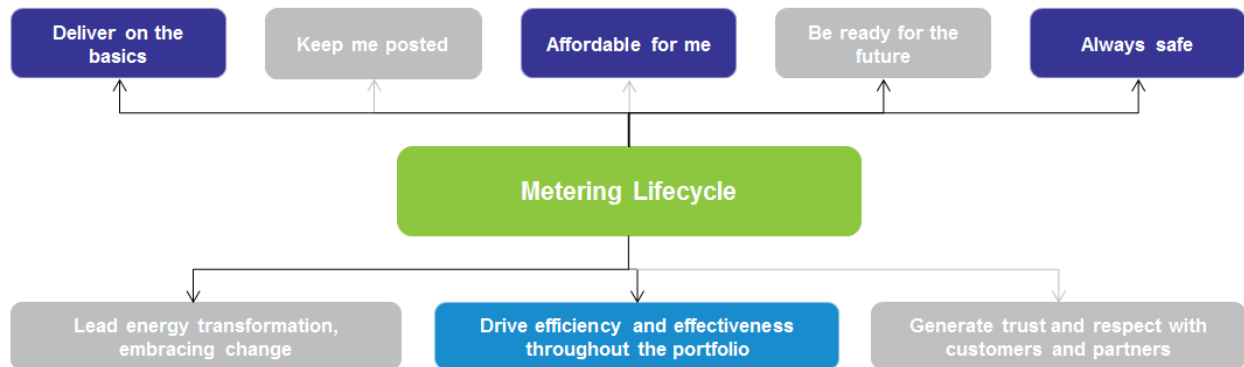 Deliver on the
basics
Keep me posted
Affordable for me
Be ready for the
future
Always safe
Metering Lifecycle
Lead energy transformation,
embracing change
Drive efficiency and effectiveness
throughout the portfolio
Generate trust and respect with
customers and partners